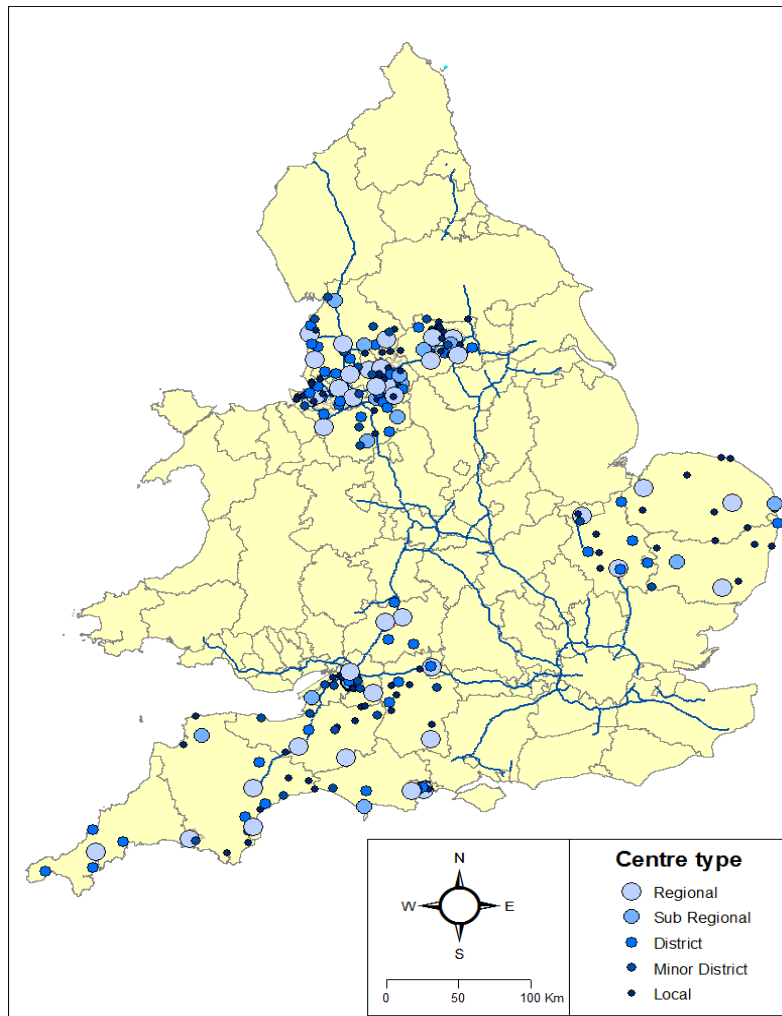 N
W E
S
0 50 100 Km
Centre type
Regional
Sub Regional
District
Minor District
Local